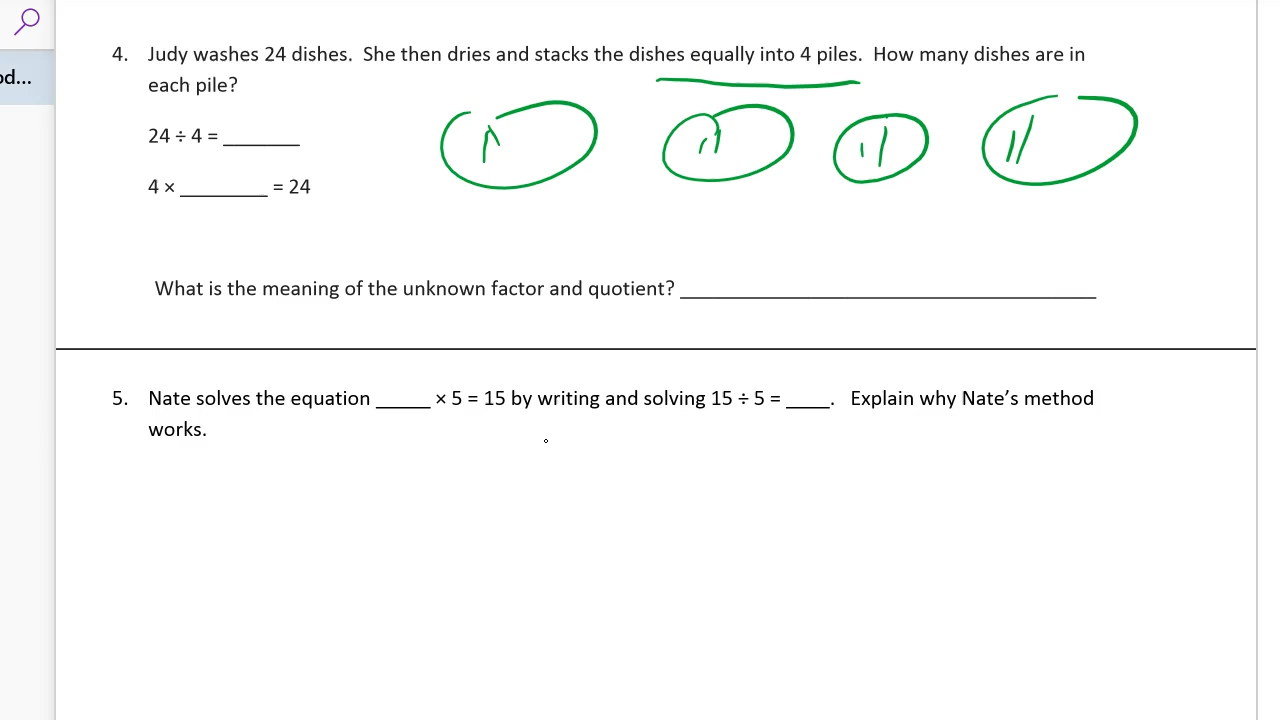 od...
4. Judy washes 24 dishes. She then dries and stacks the dishes equally into 4 piles. How many dishes are in
each pile?
24 ÷ 4 = _______
4 × ________ = 24
What is the meaning of the unknown factor and quotient? ______________________________________
5. Nate solves the equation _____ × 5 = 15 by writing and solving 15 ÷ 5 = ____. Explain why Nate’s method
works.